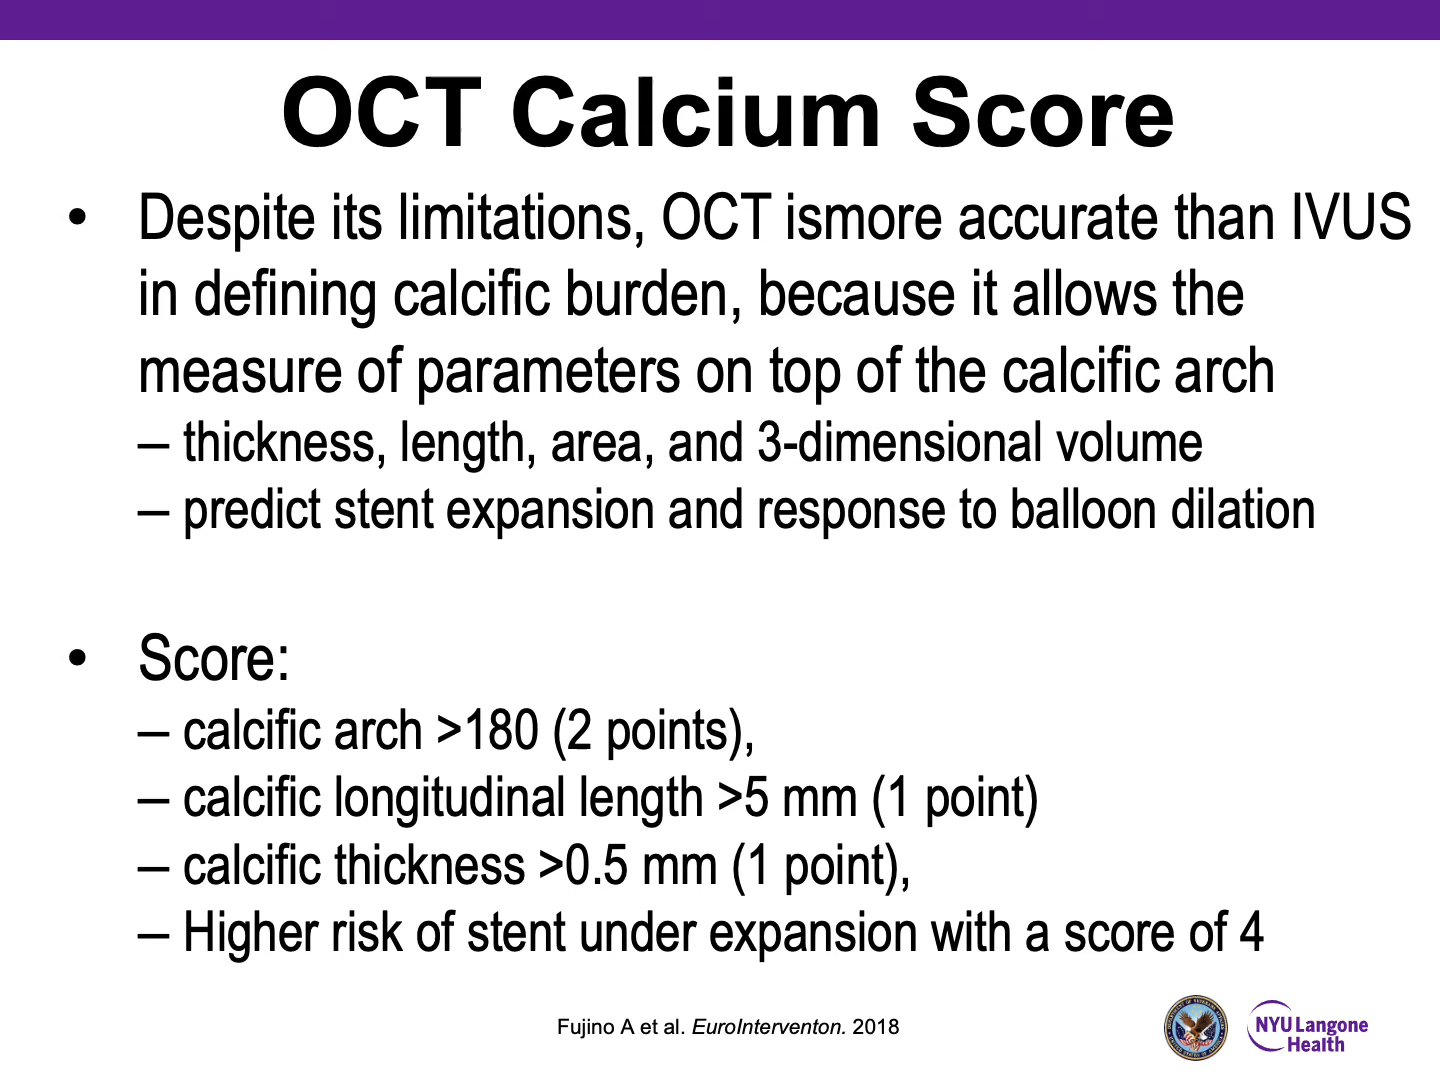 OCT Calcium Score
• Despite its limitations, OCT ismore accurate than IVUS
in defining calcific burden, because it allows the
measure of parameters on top of the calcific arch
– thickness, length, area, and 3-dimensional volume
– predict stent expansion and response to balloon dilation
• Score:
– calcific arch >180 (2 points),
– calcific longitudinal length >5 mm (1 point)
– calcific thickness >0.5 mm (1 point),
– Higher risk of stent under expansion with a score of 4
Fujino A et al. EuroInterventon. 2018
NYU Langone
Health